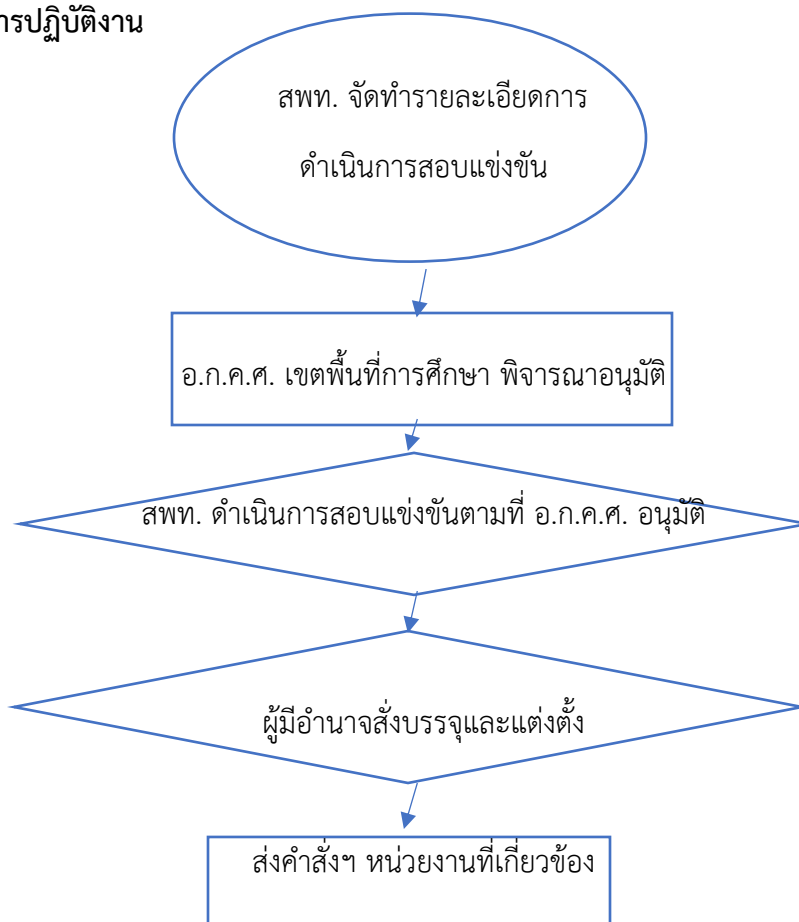 ารปฏิบัติงาน
สพท. จัดทำรายละเอียดการ
ดำเนินการสอบแข่งขัน
อ.ก.ค.ศ. เขตพื้นที่การศึกษา พิจารณาอนุมัติ
สพท. ดำเนินการสอบแข่งขันตามที่ อ.ก.ค.ศ. อนุมัติ
ผู้มีอำนาจสั่งบรรจุและแต่งตั้ง
ส่งคำสั่งฯ หน่วยงานที่เกี่ยวข้อง